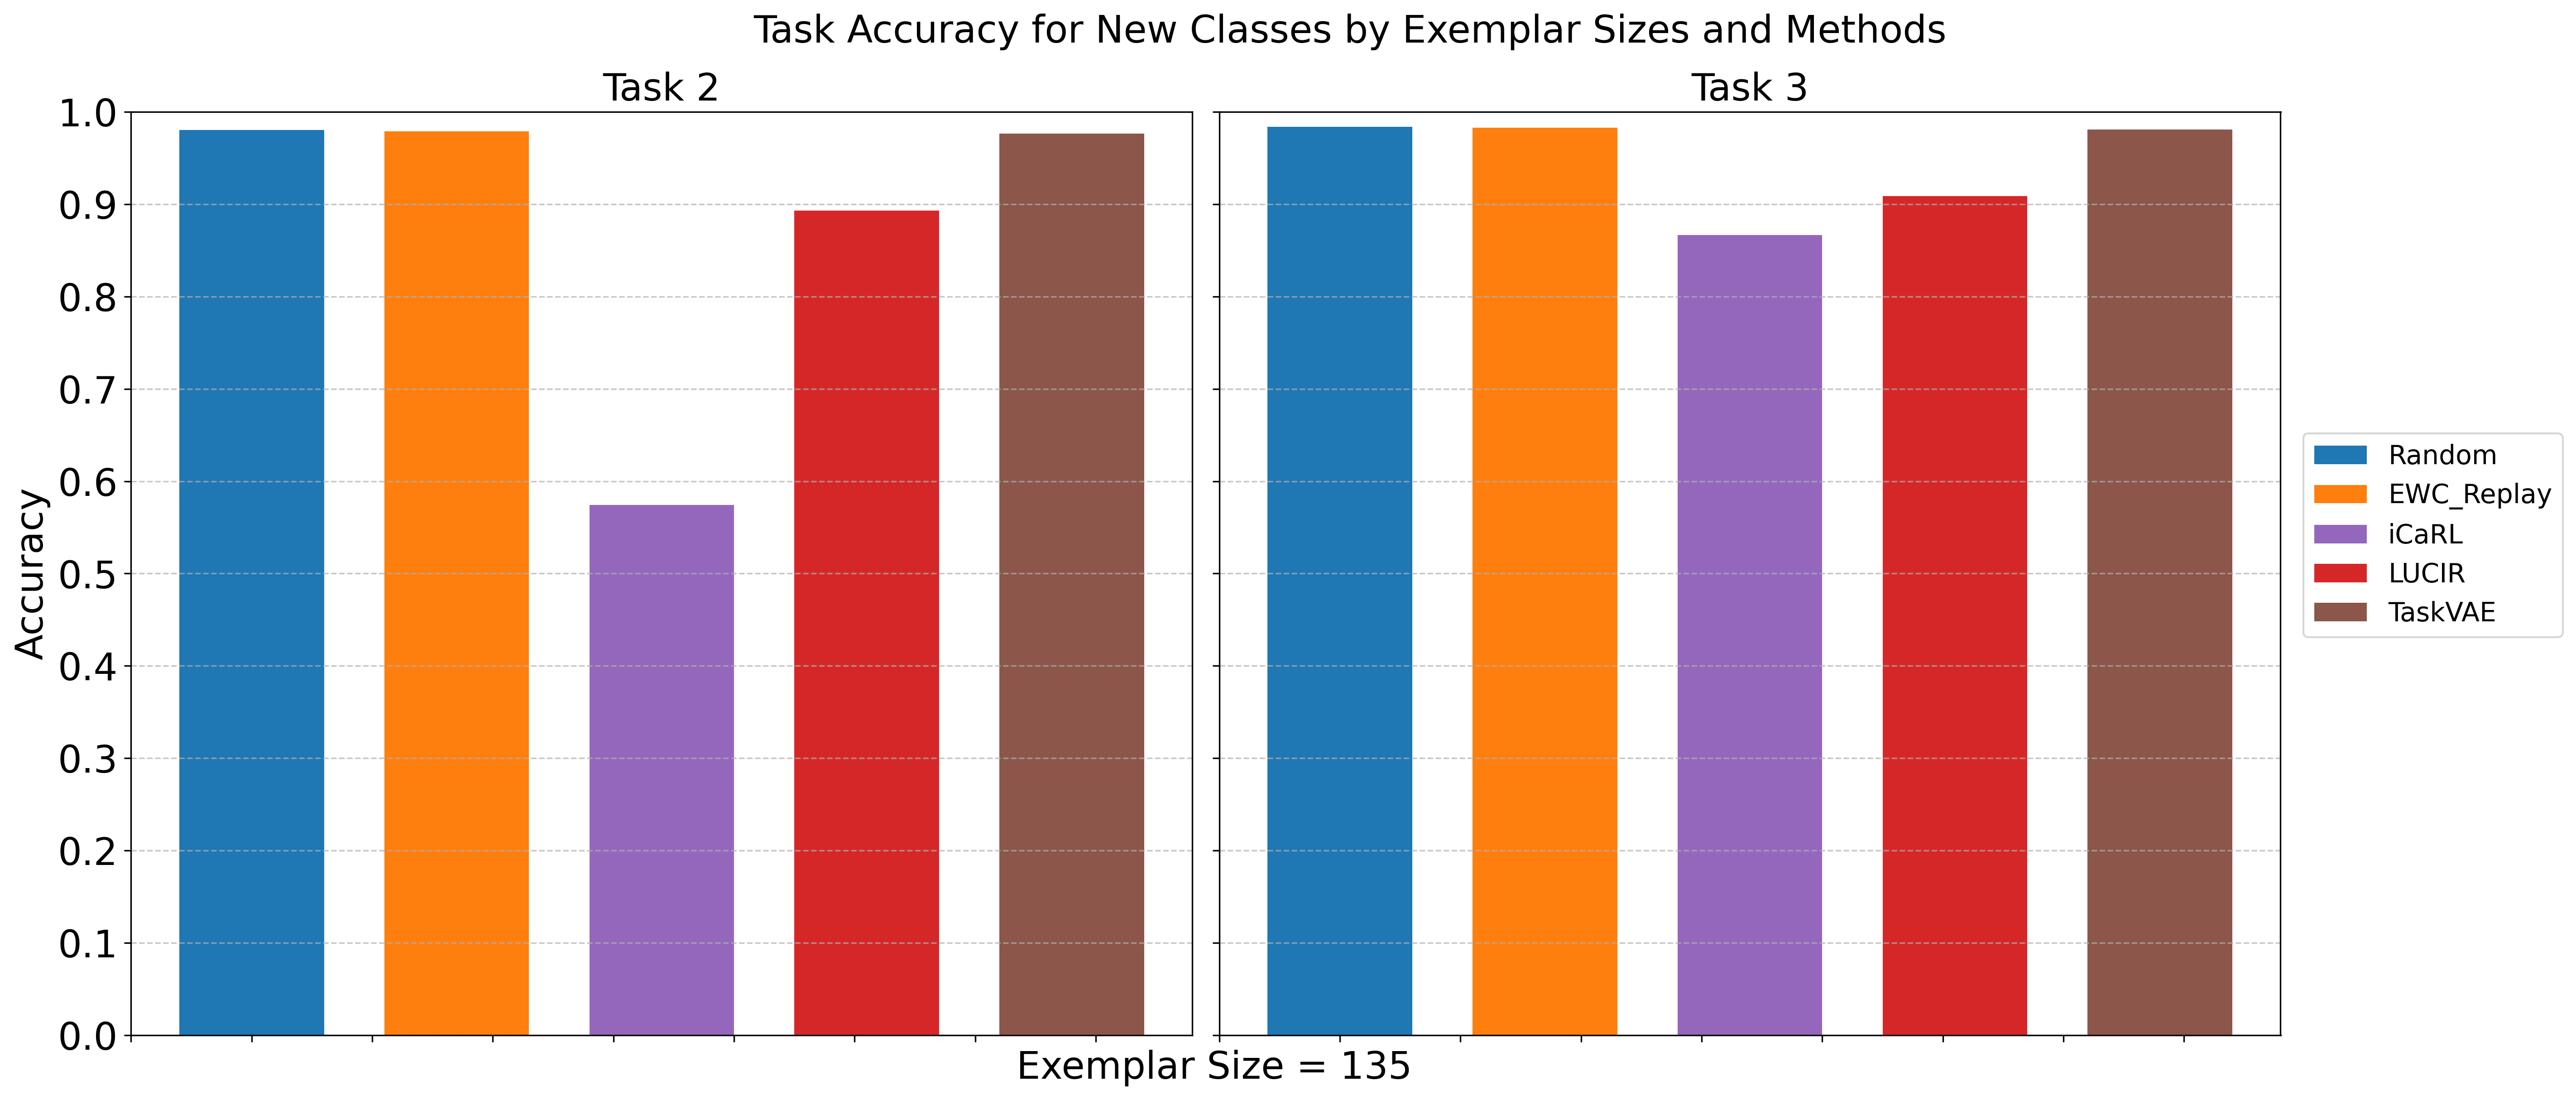 Task Accuracy for New Classes by Exemplar Sizes and Methods
Task 2
Task 3
1.0
0.9
0.8
0.7
0.6
0.5
0.4
0.3
0.2
0.1
0.0
Accuracy
Exemplar Size = 135
Random
EWC_Replay
iCaRL
LUCIR
TaskVAE